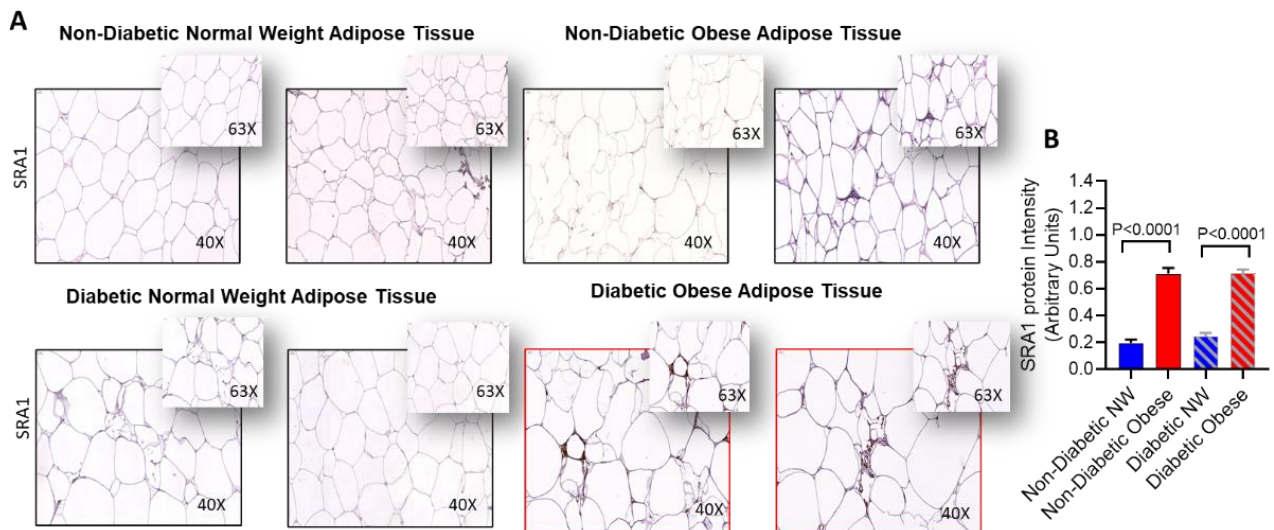 A
Non-Diabetic Normal Weight Adipose Tissue
Non-Diabetic Obese Adipose Tissue
SRA1
63X
40X
63X
40X
63X
40X
63X
40X
Diabetic Normal Weight Adipose Tissue
Diabetic Obese Adipose Tissue
SRA1
63X
40X
63X
40X
63X
40X
63X
40X
B
SRA1 protein Intensity
(Arbitrary Units)
1.4
1.2
1.0
0.8
0.6
0.4
0.2
0.0
P<0.0001
P<0.0001
Non-Diabetic NW
Non-Diabetic Obese
Diabetic NW
Diabetic Obese